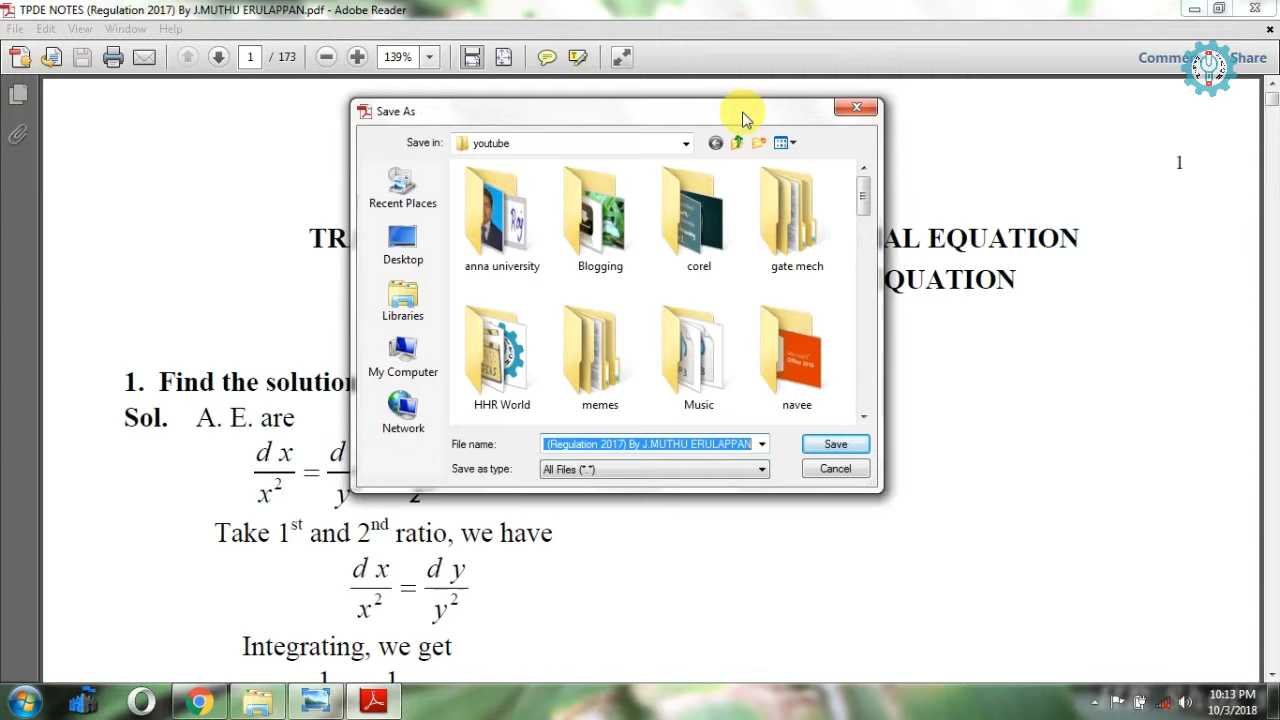 TPDE NOTES (Regulation 2017) By J.MUTHU ERULAPPAN.pdf - Adobe Reader
File Edit View Window Help
1 / 173 139% Comm Share
Save As
Save in: youtube
1
Recent Places
Desktop
Libraries
My Computer
Network
anna university Blogging corel gate mech
HHR World memes Music navee
File name: (Regulation 2017) By J.MUTHU ERULAPPAN Save
Save as type: All Files (*.*) Cancel
TR AL EQUATION
QUATION
1. Find the solution
Sol. A. E. are
d x / x² = d / y
Take 1st and 2nd ratio, we have
d x / x² = d y / y²
Integrating, we get
1 1
10:13 PM
10/3/2018